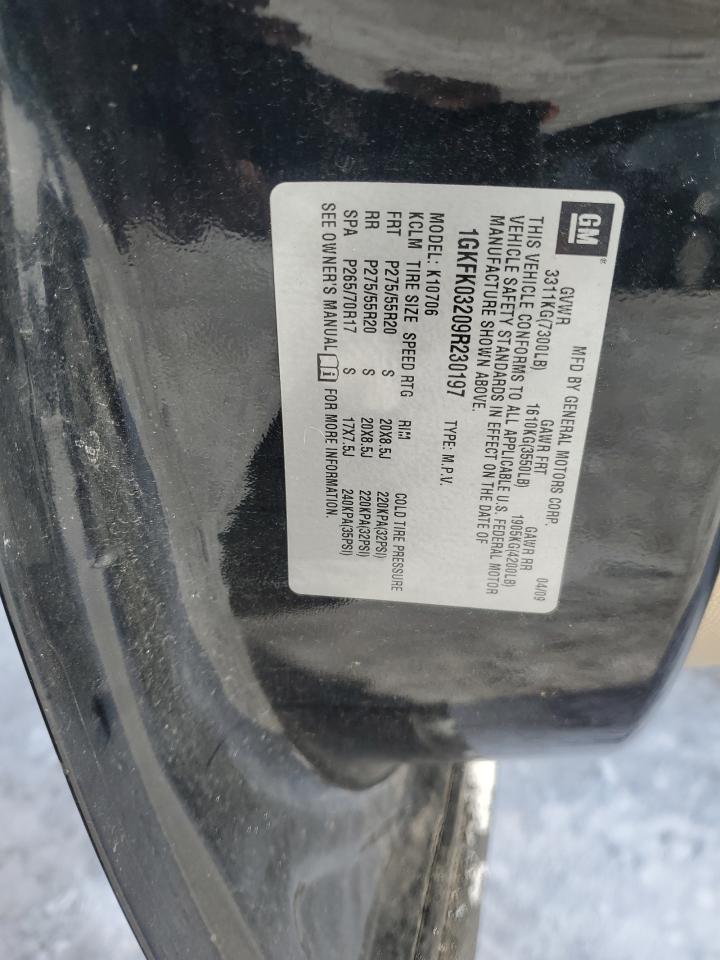 GM®
MFD BY GENERAL MOTORS CORP. 04/09
GVWR GAWR FRT GAWR RR
3311KG(7300LB) 1610KG(3550LB) 1905KG(4200LB)
THIS VEHICLE CONFORMS TO ALL APPLICABLE U.S. FEDERAL MOTOR
VEHICLE SAFETY STANDARDS IN EFFECT ON THE DATE OF
MANUFACTURE SHOWN ABOVE.
1GKFK03209R230197 TYPE: M.P.V.
MODEL: K10706
KCLM TIRE SIZE SPEED RTG RIM COLD TIRE PRESSURE
FRT P275/55R20 S 20X8.5J 220KPA(32PSI)
RR P275/55R20 S 20X8.5J 220KPA(32PSI)
SPA P265/70R17 S 17X7.5J 240KPA(35PSI)
SEE OWNER'S MANUAL i FOR MORE INFORMATION.